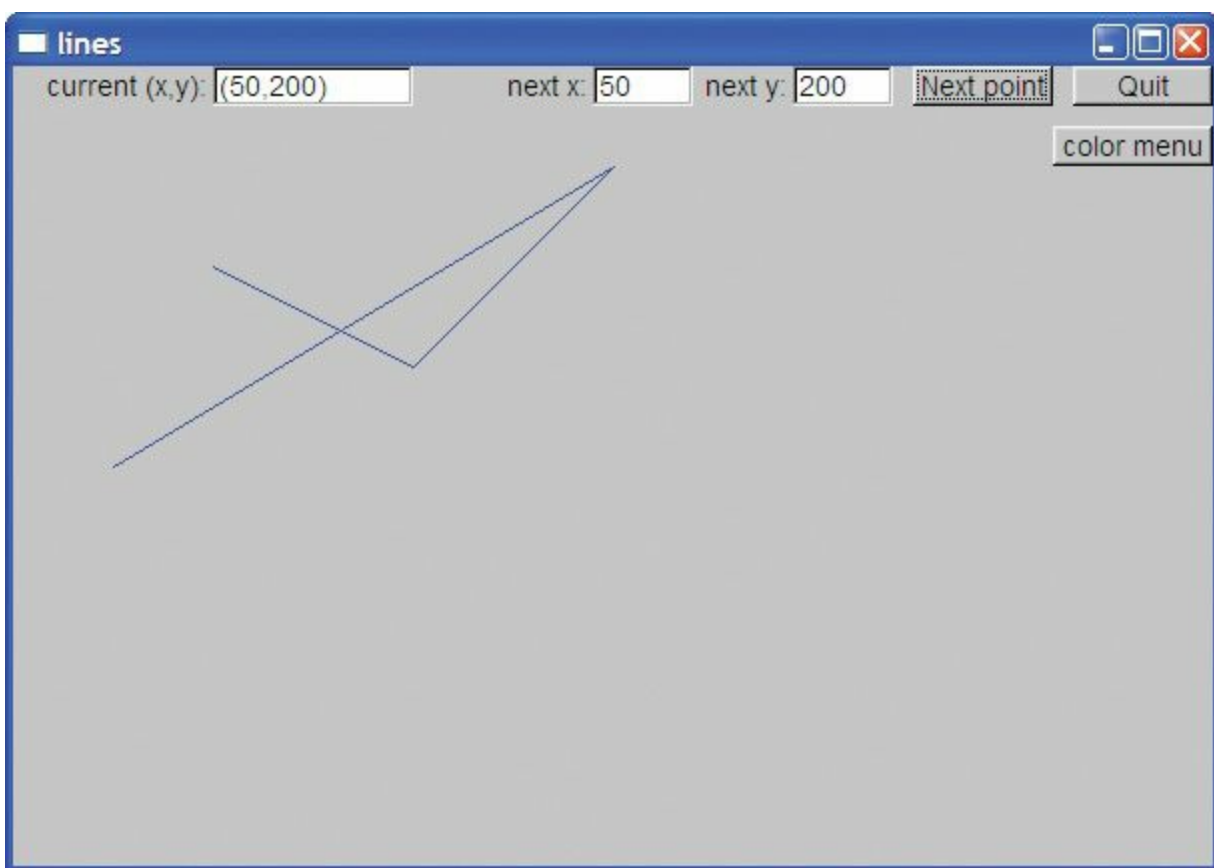 lines
current (x,y): (50,200) next x: 50 next y: 200 Next point Quit
color menu